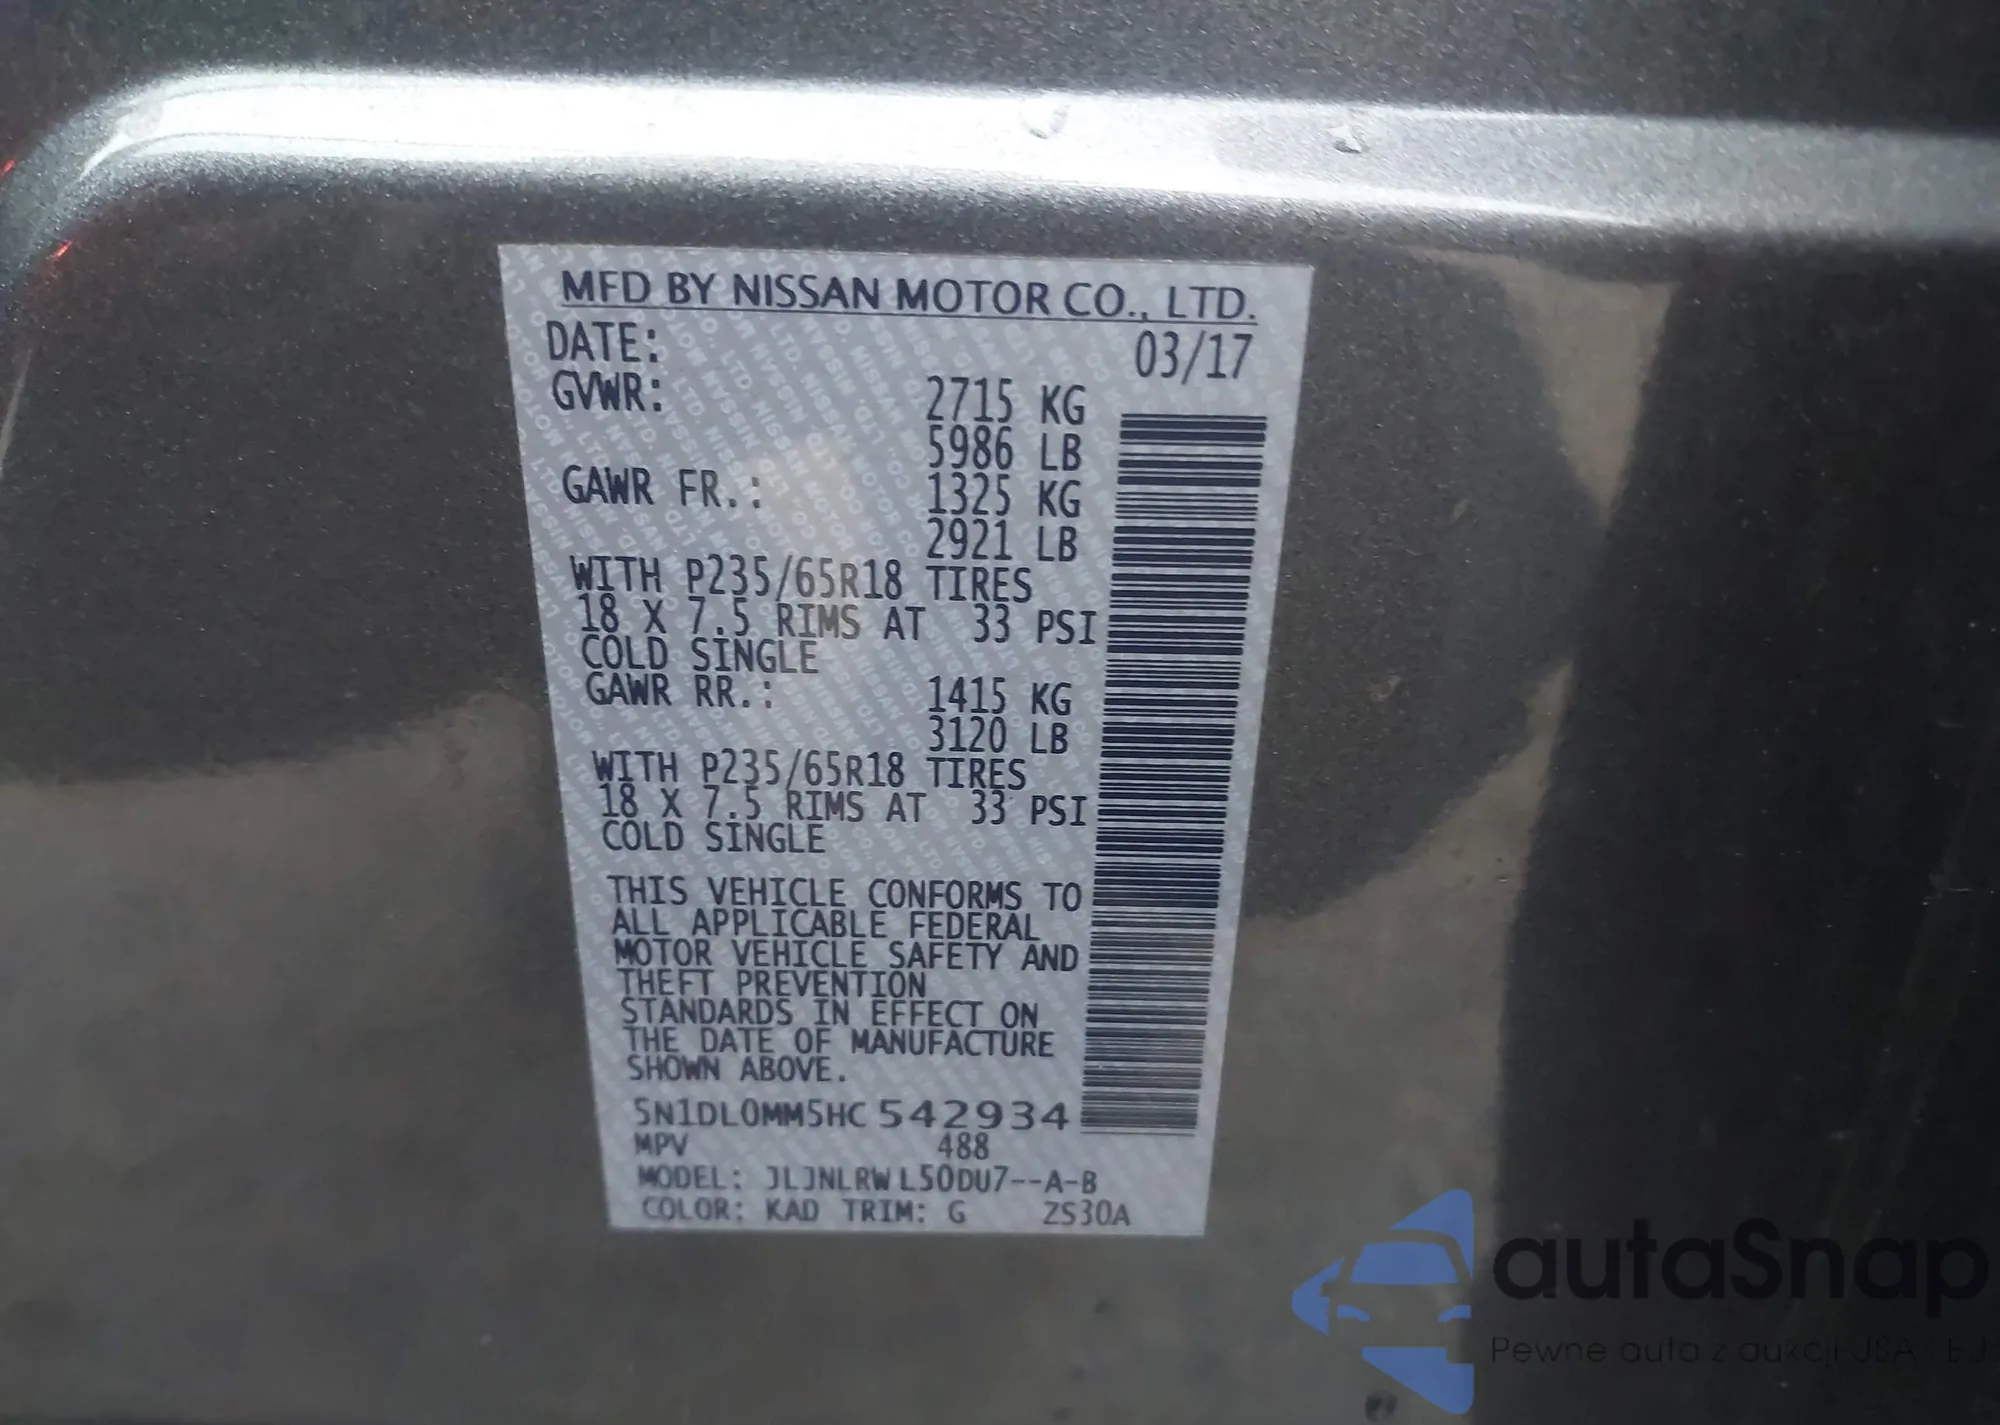 MFD BY NISSAN MOTOR CO., LTD.
DATE: 03/17
GVWR: 2715 KG
5986 LB
GAWR FR.: 1325 KG
2921 LB
WITH P235/65R18 TIRES
18 X 7.5 RIMS AT 33 PSI
COLD SINGLE
GAWR RR.: 1415 KG
3120 LB
WITH P235/65R18 TIRES
18 X 7.5 RIMS AT 33 PSI
COLD SINGLE
THIS VEHICLE CONFORMS TO
ALL APPLICABLE FEDERAL
MOTOR VEHICLE SAFETY AND
THEFT PREVENTION
STANDARDS IN EFFECT ON
THE DATE OF MANUFACTURE
SHOWN ABOVE.
5N1DL0MM5HC542934
MPV 488
MODEL: JLJNLRWL50DU7--A-B
COLOR: KAD TRIM: G ZS30A
autaSnap
Pewne auta z aukcji